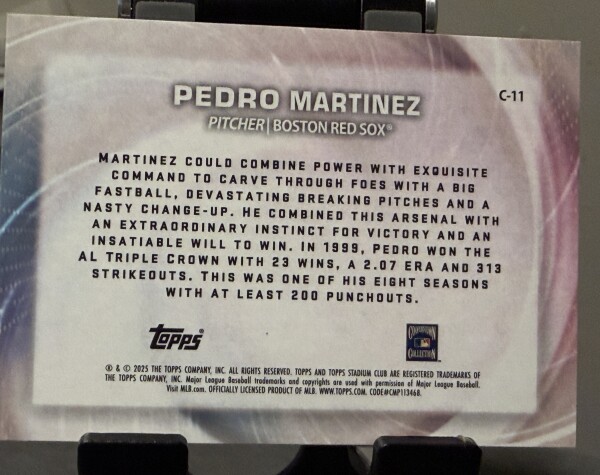 PEDRO MARTINEZ
C-11
PITCHER | BOSTON RED SOX®
MARTINEZ COULD COMBINE POWER WITH EXQUISITE
COMMAND TO CARVE THROUGH FOES WITH A BIG
FASTBALL, DEVASTATING BREAKING PITCHES AND A
NASTY CHANGE-UP. HE COMBINED THIS ARSENAL WITH
AN EXTRAORDINARY INSTINCT FOR VICTORY AND AN
INSATIABLE WILL TO WIN. IN 1999, PEDRO WON THE
AL TRIPLE CROWN WITH 23 WINS, A 2.07 ERA AND 313
STRIKEOUTS. THIS WAS ONE OF HIS EIGHT SEASONS
WITH AT LEAST 200 PUNCHOUTS.
Topps
COOPERSTOWN
COLLECTION
® & © 2025 THE TOPPS COMPANY, INC. ALL RIGHTS RESERVED. TOPPS AND TOPPS STADIUM CLUB ARE REGISTERED TRADEMARKS OF
THE TOPPS COMPANY, INC. Major League Baseball trademarks and copyrights are used with permission of Major League Baseball.
Visit MLB.com. OFFICIALLY LICENSED PRODUCT OF MLB. WWW.TOPPS.COM. CODE#CMP113468.